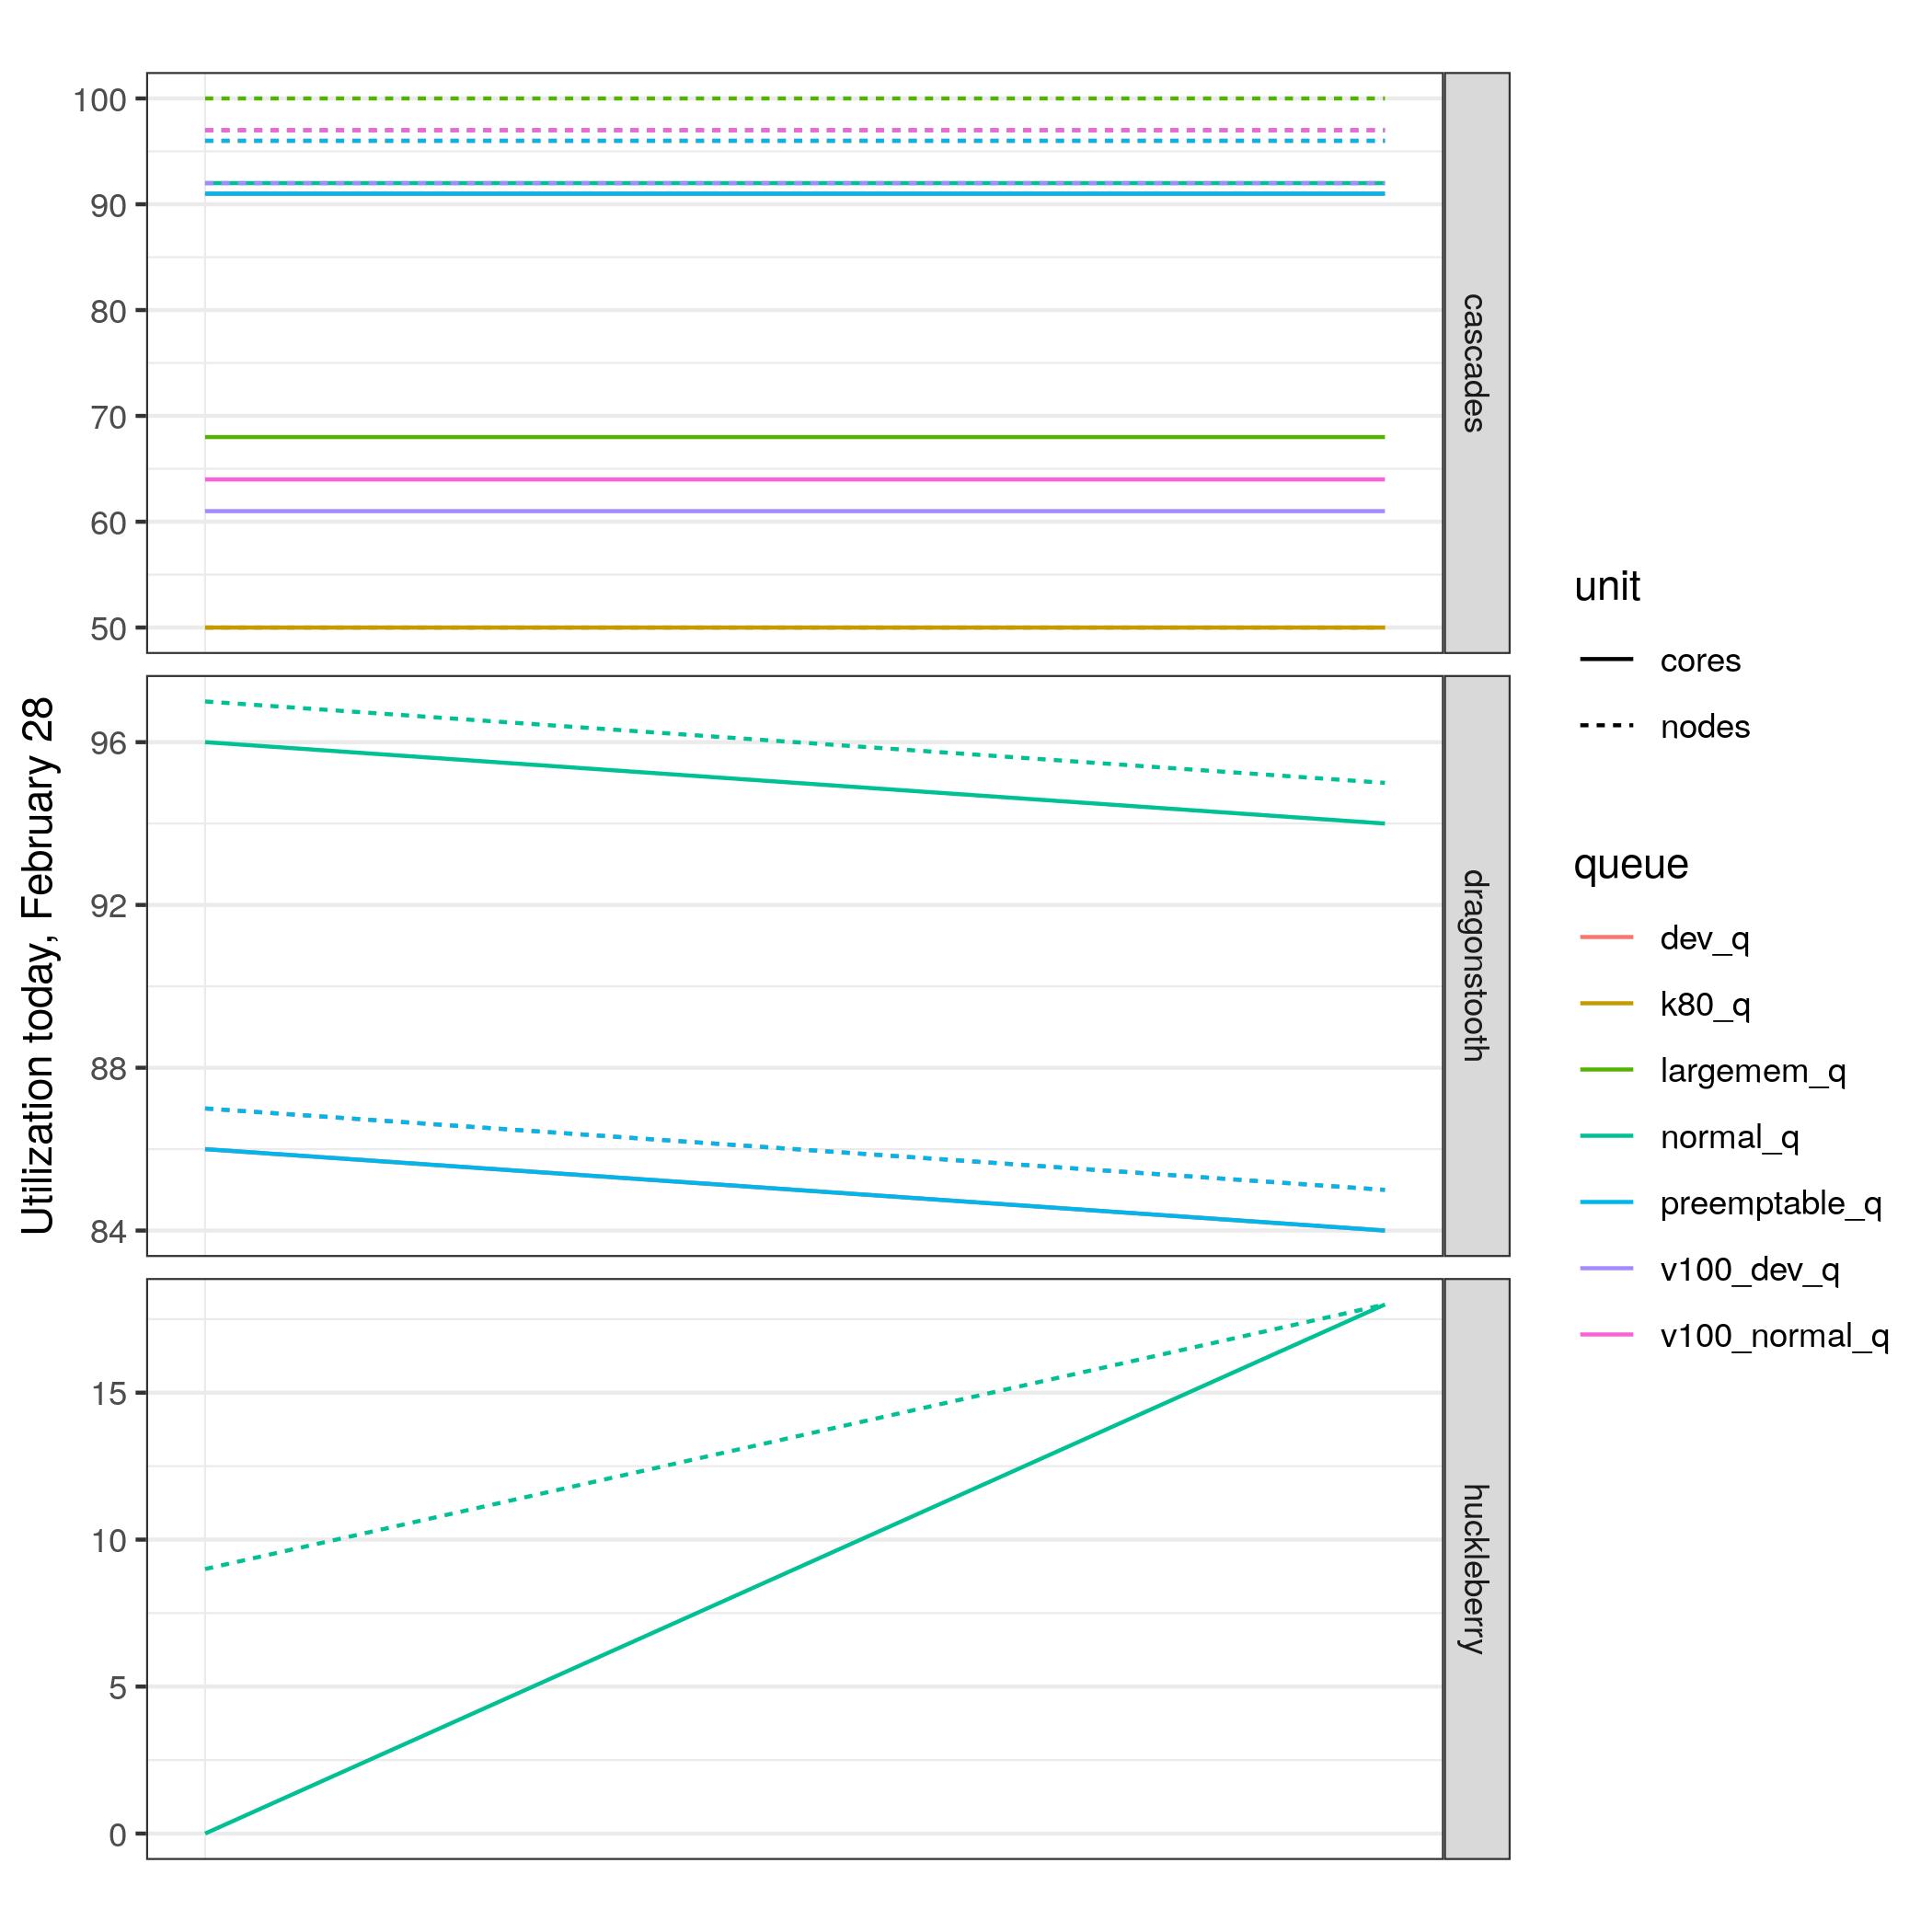 Utilization today, February 28
100
90
80
70
60
50
cascades
96
92
88
84
dragonstooth
15
10
5
0
huckleberry
unit
cores
nodes
queue
dev_q
k80_q
largemem_q
normal_q
preemptable_q
v100_dev_q
v100_normal_q